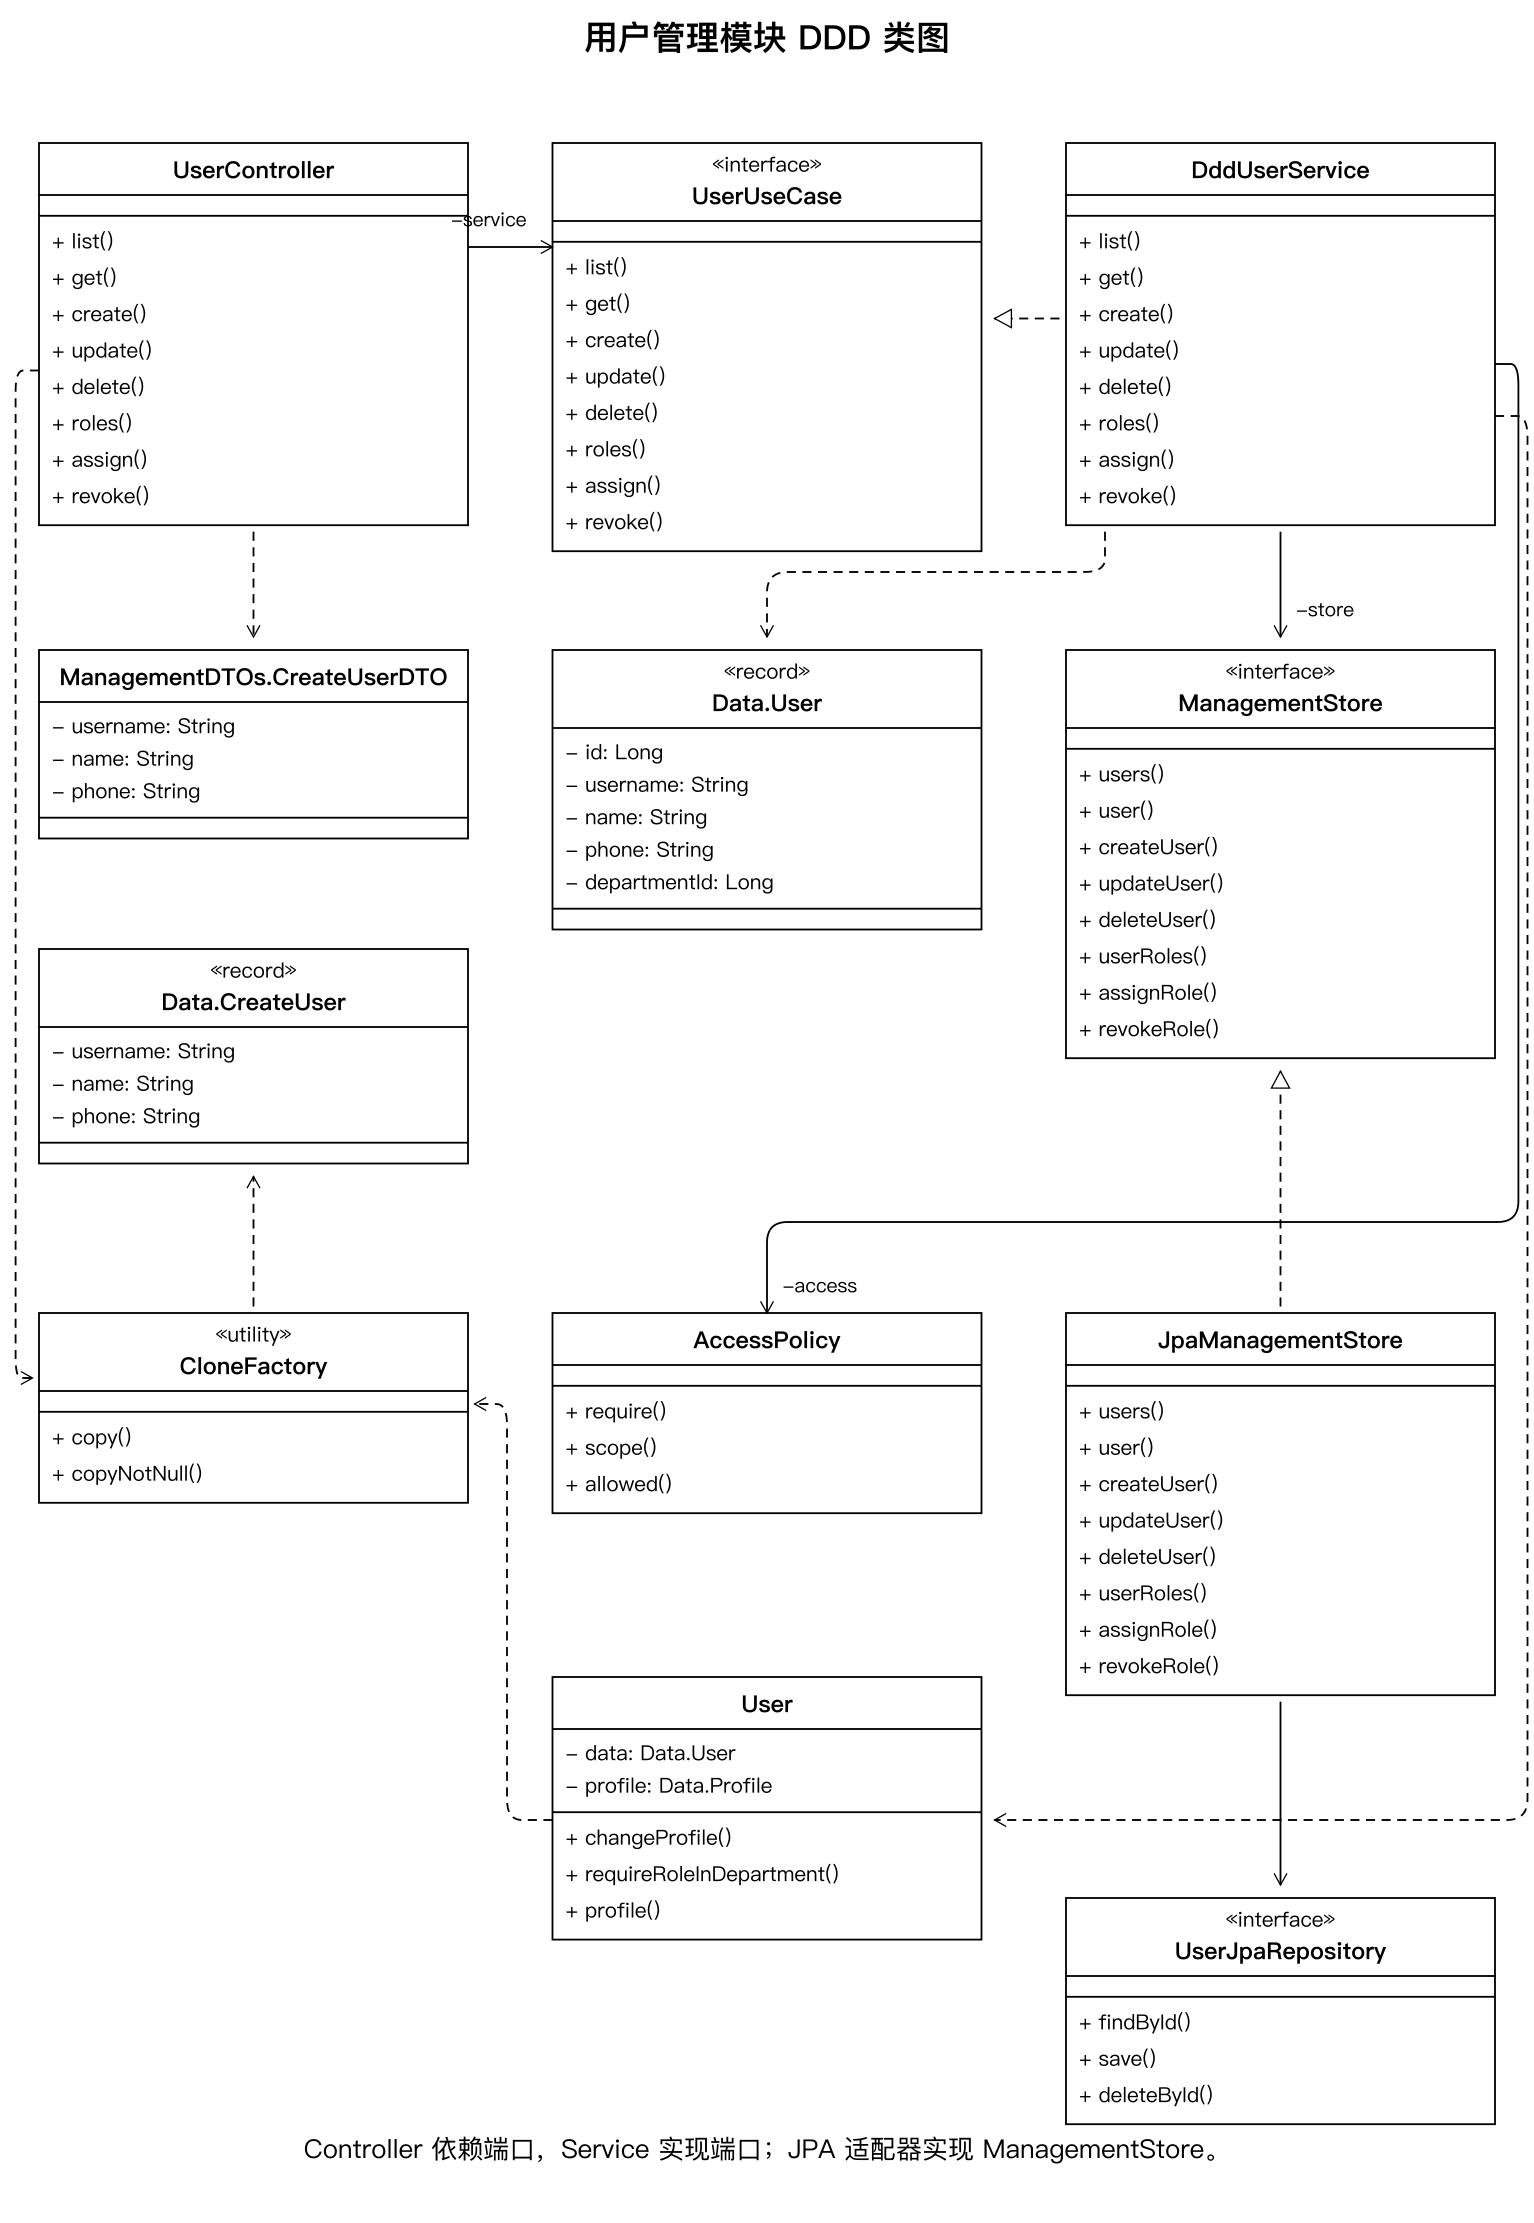 用户管理模块 DDD 类图
UserController
+ list()
+ get()
+ create()
+ update()
+ delete()
+ roles()
+ assign()
+ revoke()
–service
«interface»
UserUseCase
+ list()
+ get()
+ create()
+ update()
+ delete()
+ roles()
+ assign()
+ revoke()
DddUserService
+ list()
+ get()
+ create()
+ update()
+ delete()
+ roles()
+ assign()
+ revoke()
–store
ManagementDTOs.CreateUserDTO
– username: String
– name: String
– phone: String
«record»
Data.User
– id: Long
– username: String
– name: String
– phone: String
– departmentId: Long
«interface»
ManagementStore
+ users()
+ user()
+ createUser()
+ updateUser()
+ deleteUser()
+ userRoles()
+ assignRole()
+ revokeRole()
«record»
Data.CreateUser
– username: String
– name: String
– phone: String
–access
«utility»
CloneFactory
+ copy()
+ copyNotNull()
AccessPolicy
+ require()
+ scope()
+ allowed()
JpaManagementStore
+ users()
+ user()
+ createUser()
+ updateUser()
+ deleteUser()
+ userRoles()
+ assignRole()
+ revokeRole()
User
– data: Data.User
– profile: Data.Profile
+ changeProfile()
+ requireRoleInDepartment()
+ profile()
«interface»
UserJpaRepository
+ findById()
+ save()
+ deleteById()
Controller 依赖端口，Service 实现端口；JPA 适配器实现 ManagementStore。